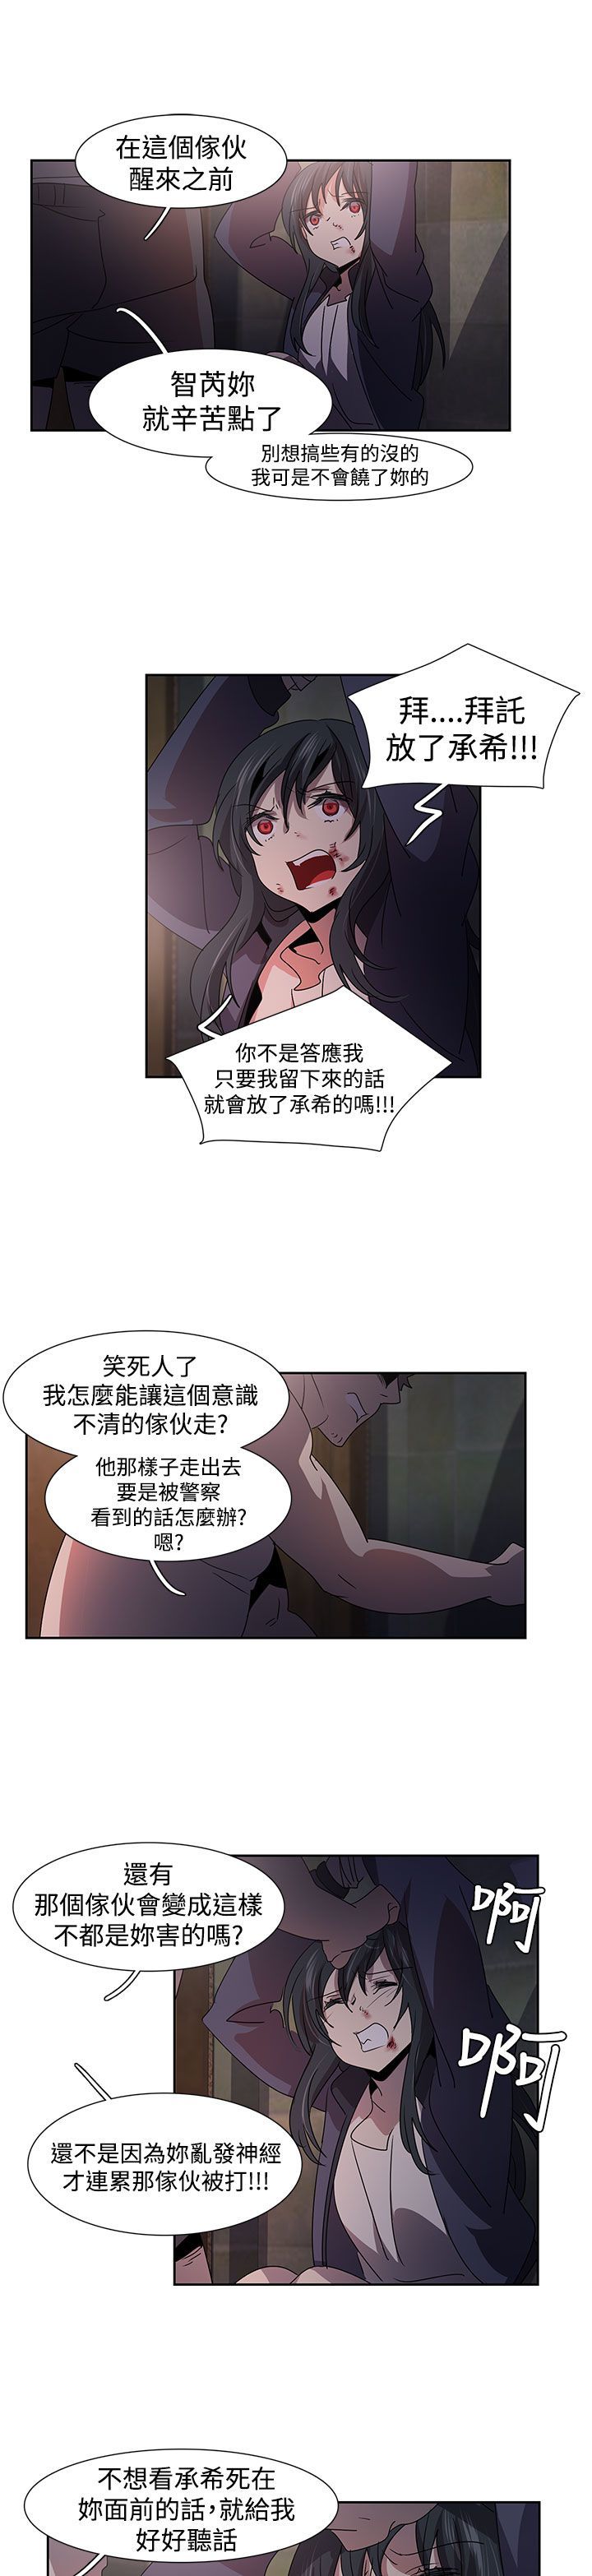 在這個傢伙
醒來之前
智芮妳
就辛苦點了
別想搞些有的沒的
我可是不會饒了妳的
拜....拜託
放了承希!!!
你不是答應我
只要我留下來的話
就會放了承希的嗎!!!
笑死人了
我怎麼能讓這個意識
不清的傢伙走?
他那樣子走出去
要是被警察
看到的話怎麼辦?
嗯?
還有
那個傢伙會變成這樣
不都是妳害的嗎?
啊
啊
還不是因為妳亂發神經
才連累那傢伙被打!!!
不想看承希死在
妳面前的話,就給我
好好聽話